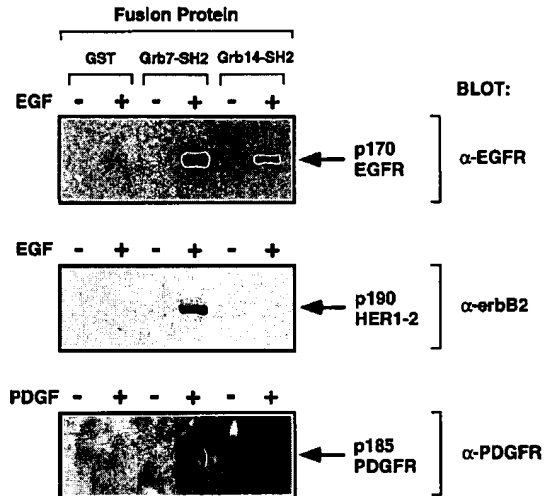 Fusion Protein
GST Grb7-SH2 Grb14-SH2
EGF - + - + - + BLOT:
p170 EGFR α-EGFR
EGF - + - + - +
p190 HER1-2 α-erbB2
PDGF - + - + - +
p185 PDGFR α-PDGFR